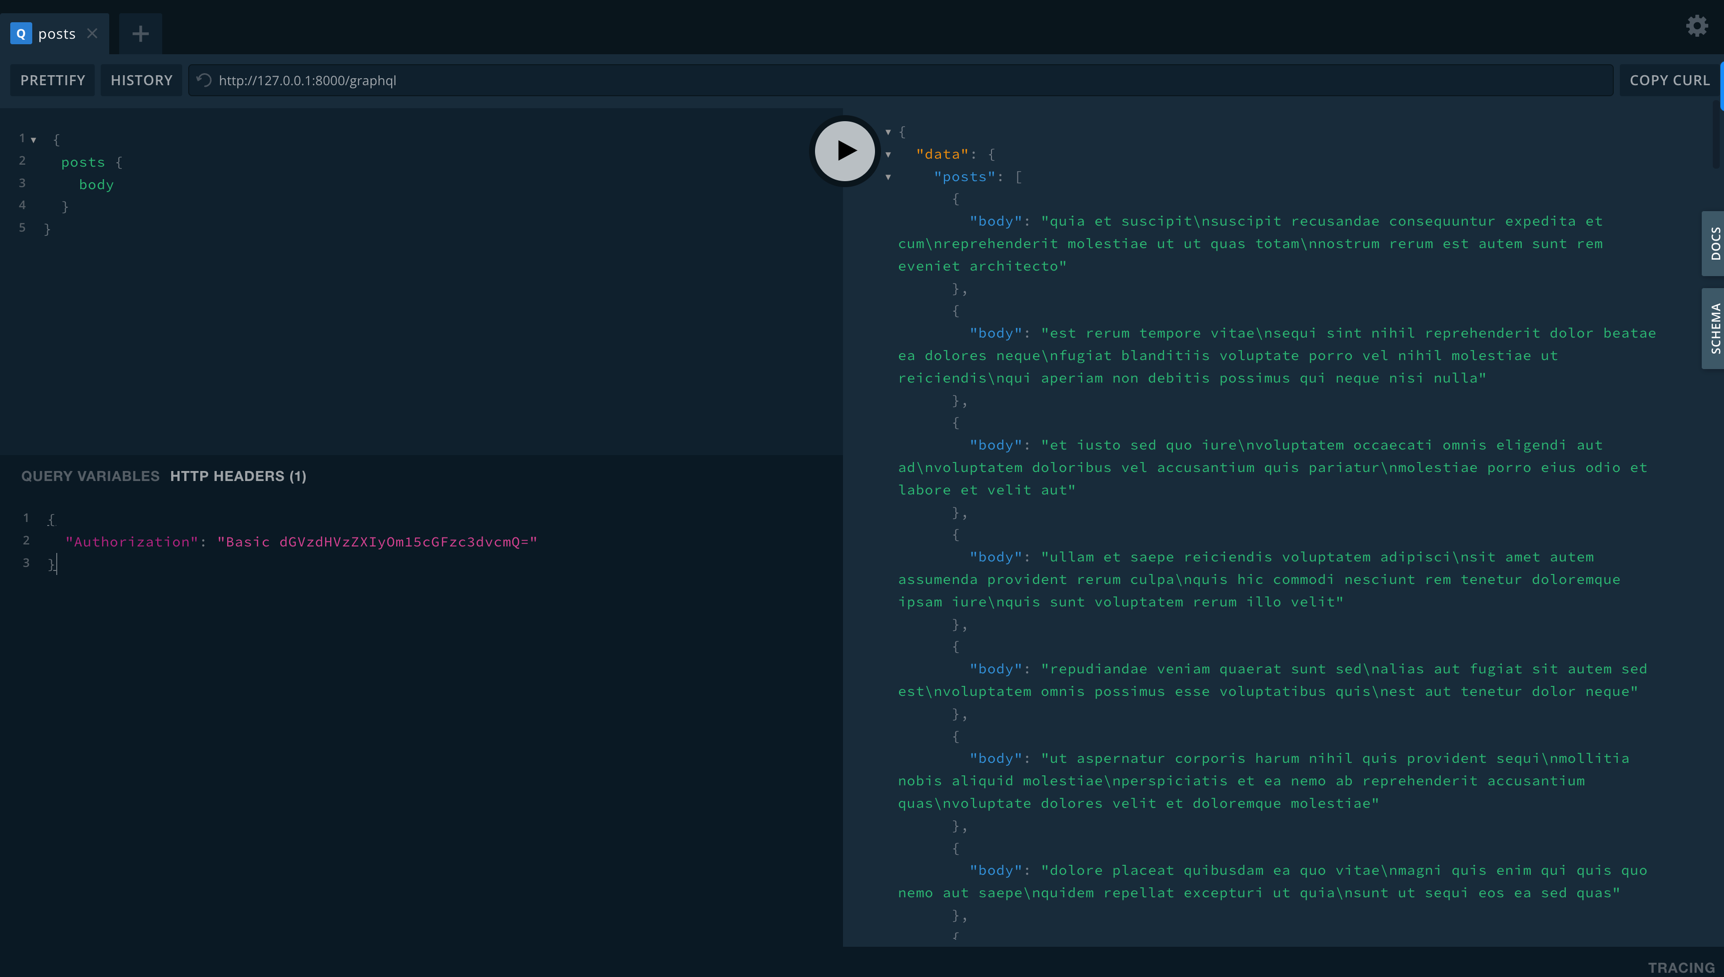 Q posts
PRETTIFY HISTORY http://127.0.0.1:8000/graphql COPY CURL
1 {
2 posts {
3 body
4 }
5 }
QUERY VARIABLES HTTP HEADERS (1)
1 {
2 "Authorization": "Basic dGVzdHVzZXIyOm15cGFzc3dvcmQ="
3 }
{
"data": {
"posts": [
{
"body": "quia et suscipit\nsuscipit recusandae consequuntur expedita et
cum\nreprehenderit molestiae ut ut quas totam\nnostrum rerum est autem sunt rem
eveniet architecto"
},
{
"body": "est rerum tempore vitae\nsequi sint nihil reprehenderit dolor beatae
ea dolores neque\nfugiat blanditiis voluptate porro vel nihil molestiae ut
reiciendis\nqui aperiam non debitis possimus qui neque nisi nulla"
},
{
"body": "et iusto sed quo iure\nvoluptatem occaecati omnis eligendi aut
ad\nvoluptatem doloribus vel accusantium quis pariatur\nmolestiae porro eius odio et
labore et velit aut"
},
{
"body": "ullam et saepe reiciendis voluptatem adipisci\nsit amet autem
assumenda provident rerum culpa\nquis hic commodi nesciunt rem tenetur doloremque
ipsam iure\nquis sunt voluptatem rerum illo velit"
},
{
"body": "repudiandae veniam quaerat sunt sed\nalias aut fugiat sit autem sed
est\nvoluptatem omnis possimus esse voluptatibus quis\nest aut tenetur dolor neque"
},
{
"body": "ut aspernatur corporis harum nihil quis provident sequi\nmollitia
nobis aliquid molestiae\nperspiciatis et ea nemo ab reprehenderit accusantium
quas\nvoluptate dolores velit et doloremque molestiae"
},
{
"body": "dolore placeat quibusdam ea quo vitae\nmagni quis enim qui quis quo
nemo aut saepe\nquidem repellat excepturi ut quia\nsunt ut sequi eos ea sed quas"
},
{
DOCS
SCHEMA
TRACING